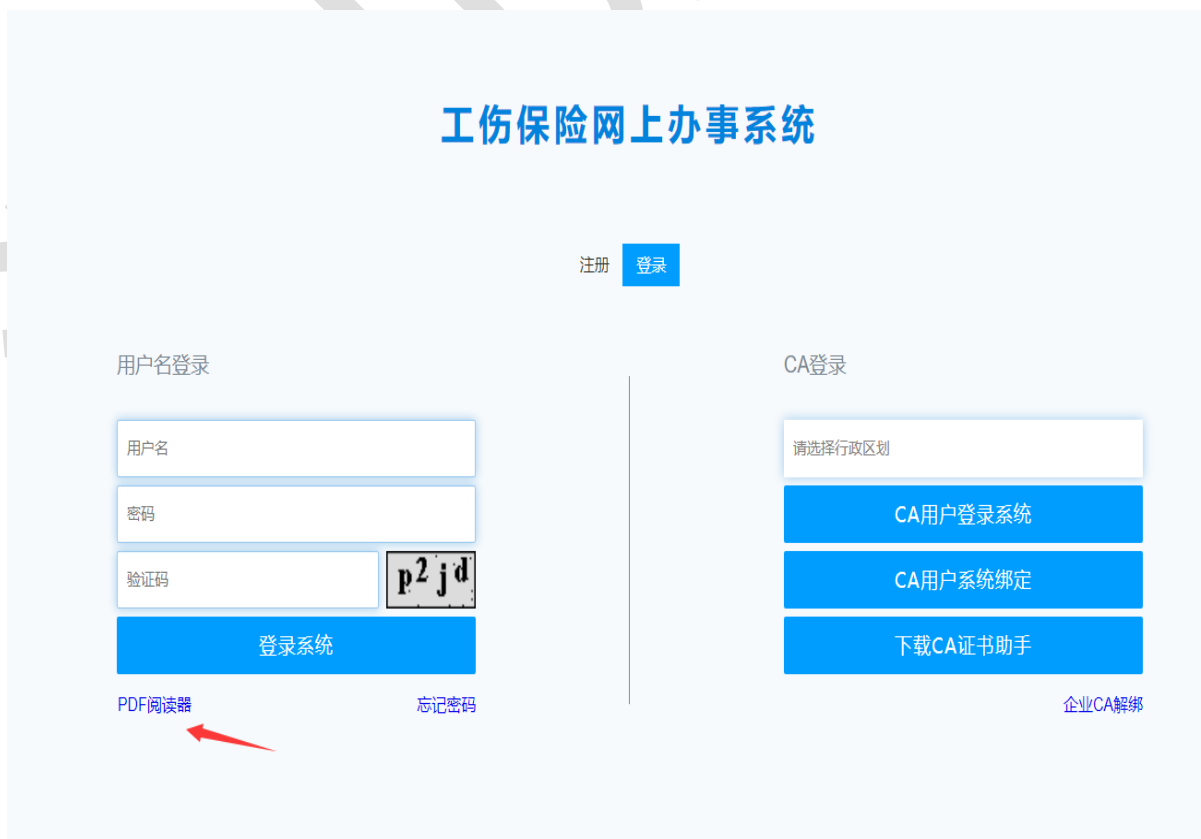 工伤保险网上办事系统
注册 登录
用户名登录
用户名
密码
验证码 p2jd
登录系统
PDF阅读器 忘记密码
CA登录
请选择行政区划
CA用户登录系统
CA用户系统绑定
下载CA证书助手
企业CA解绑